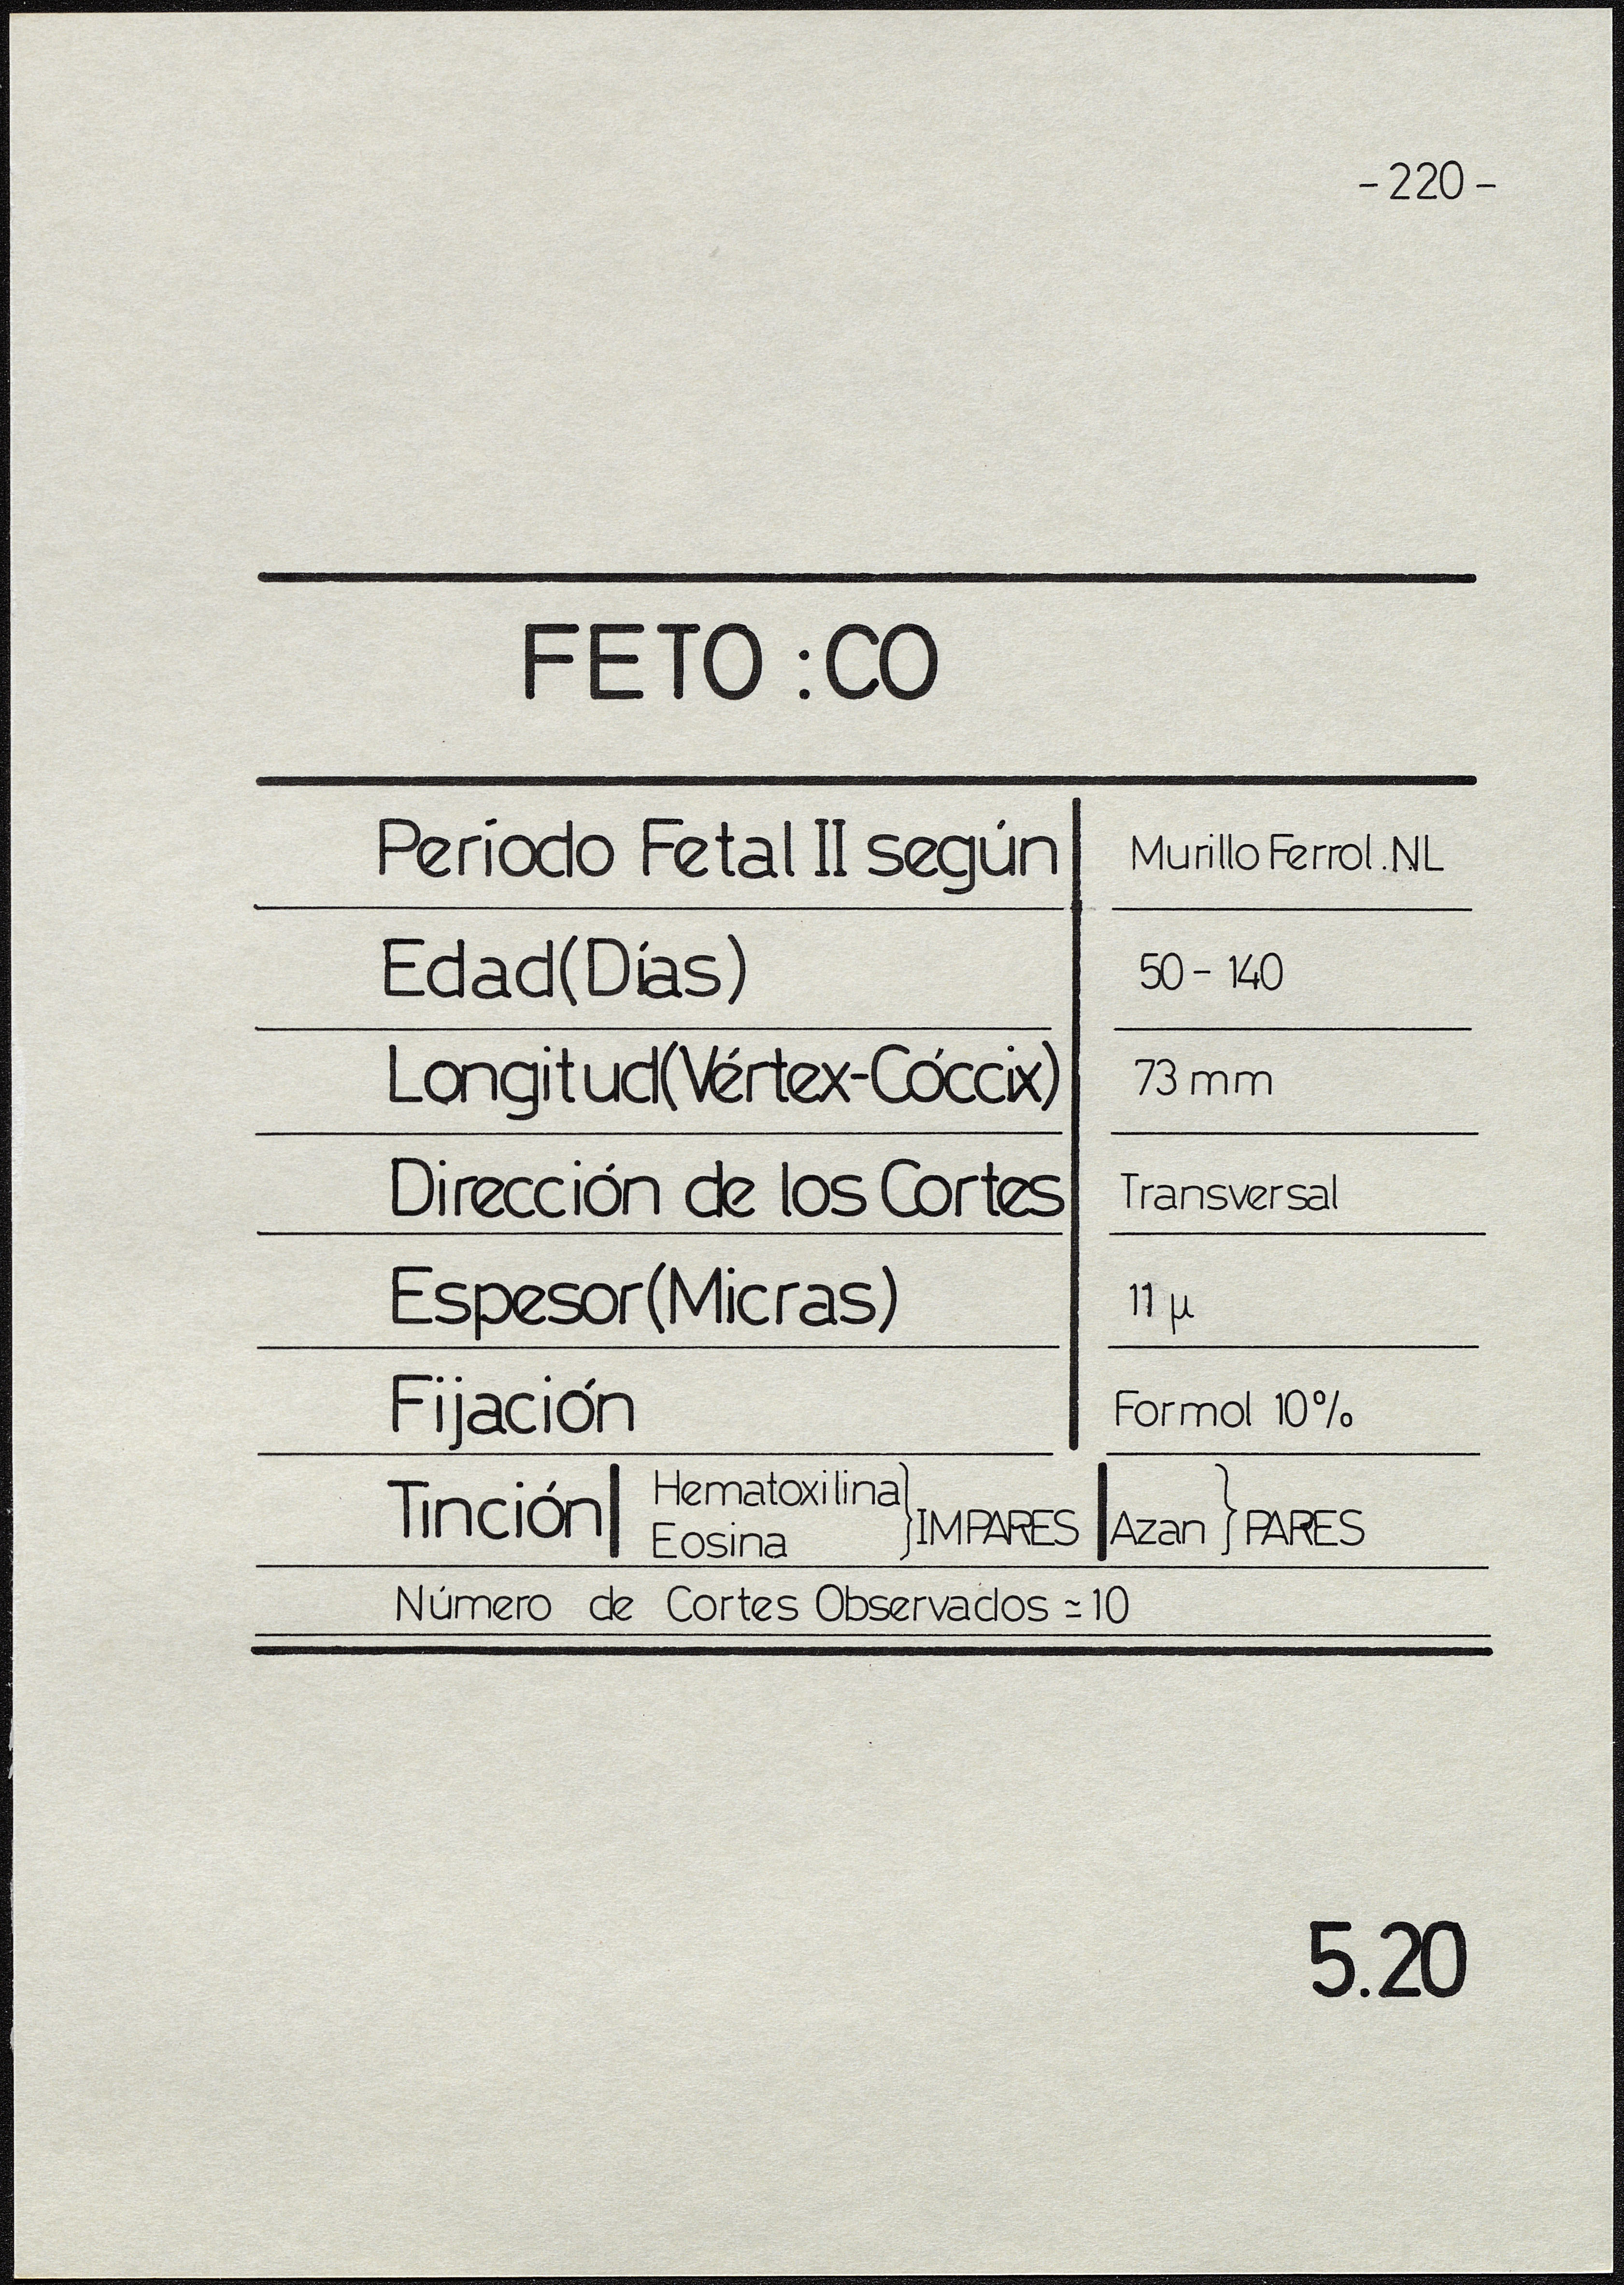 - 220 -
FETO : CO
Período Fetal II según Murillo Ferrol . NL
Edad (Días) 50 - 140
Longitud (Vértex-Cóccix) 73 mm
Dirección de los Cortes Transversal
Espesor (Micras) 11 µ
Fijación Formol 10%
Tinción Hematoxilina Eosina } IMPARES Azan } PARES
Número de Cortes Observados ≃ 10
5.20